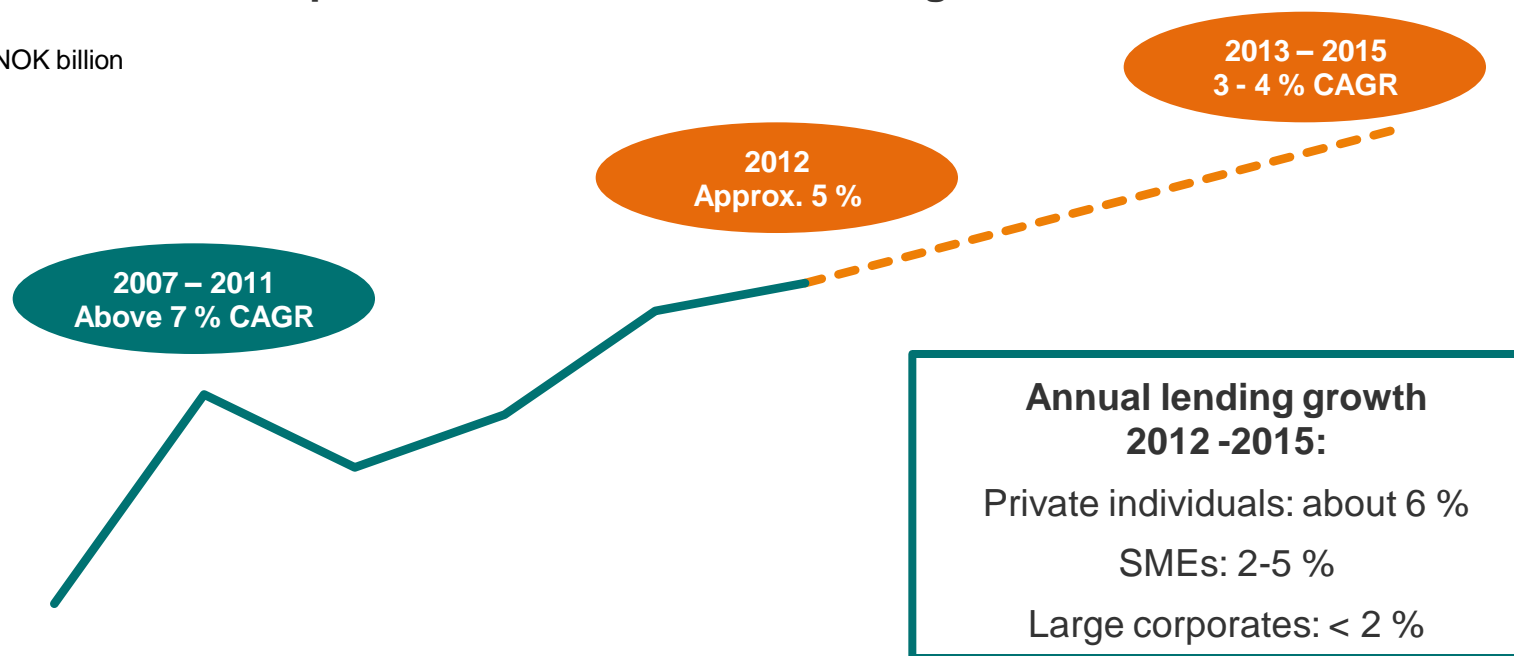 NOK billion
2013 – 2015
3 - 4 % CAGR
2012
Approx. 5 %
2007 – 2011
Above 7 % CAGR
Annual lending growth
2012 -2015:
Private individuals: about 6 %
SMEs: 2-5 %
Large corporates: < 2 %